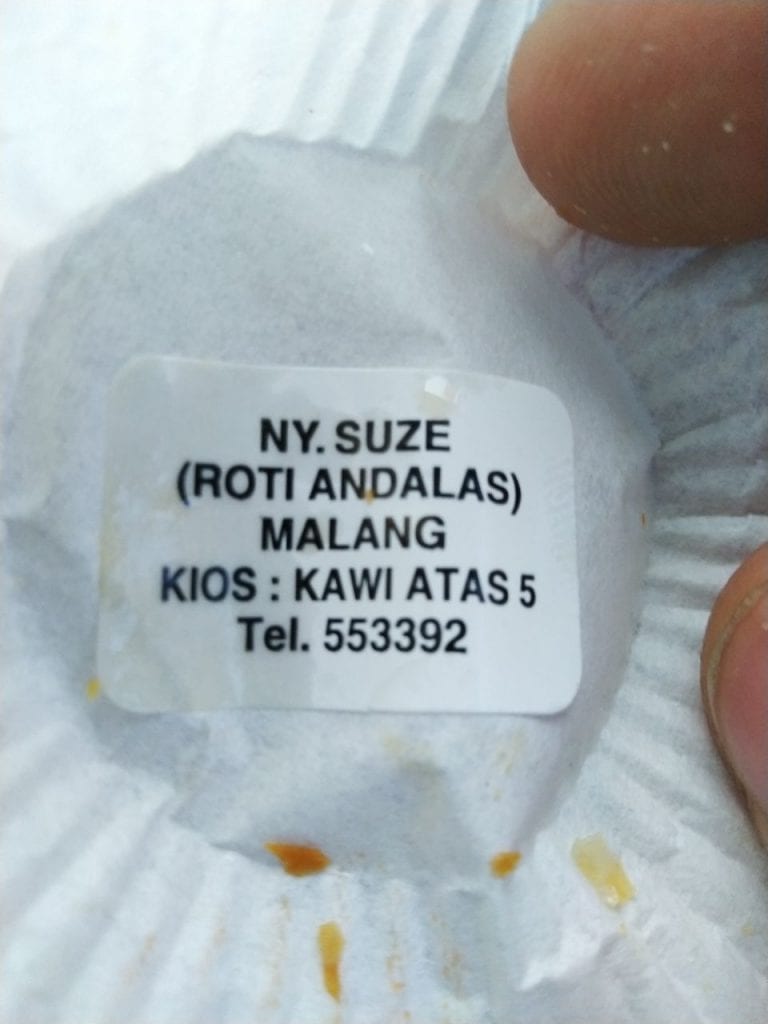 NY. SUZE
(ROTI ANDALAS)
MALANG
KIOS : KAWI ATAS 5
Tel. 553392